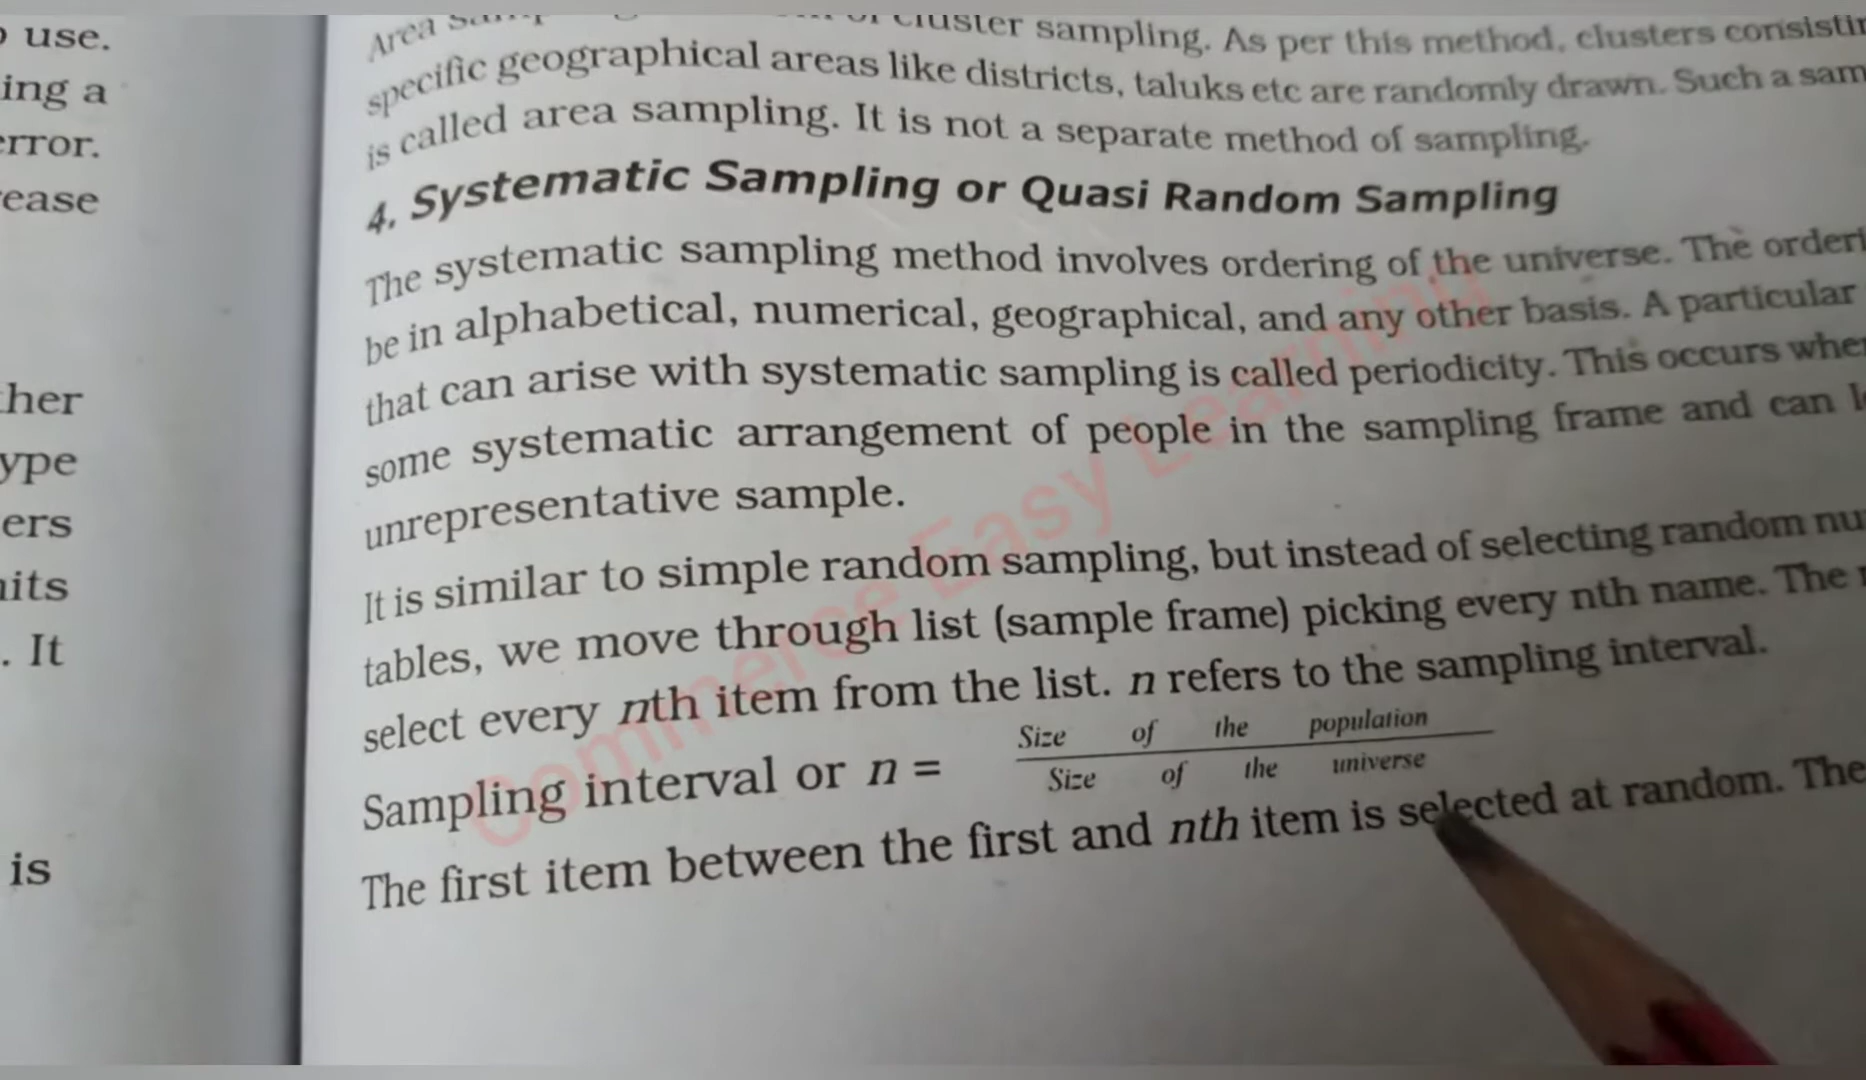 use.
ing a
error.
ease
her
ype
ers
its
. It
is
Area cluster sampling. As per this method, clusters
specific geographical areas like districts, taluks etc are randomly drawn. Such a sam
is called area sampling. It is not a separate method of sampling.
4. Systematic Sampling or Quasi Random Sampling
The systematic sampling method involves ordering of the universe. The orderi
be in alphabetical, numerical, geographical, and any other basis. A particular
that can arise with systematic sampling is called periodicity. This occurs when
some systematic arrangement of people in the sampling frame and can
unrepresentative sample.
It is similar to simple random sampling, but instead of selecting random nu
tables, we move through list (sample frame) picking every nth name. The
select every nth item from the list. n refers to the sampling interval.
Size of the population
Sampling interval or n =
Size of the universe
The first item between the first and nth item is selected at random. The
Commerce Easy Learning